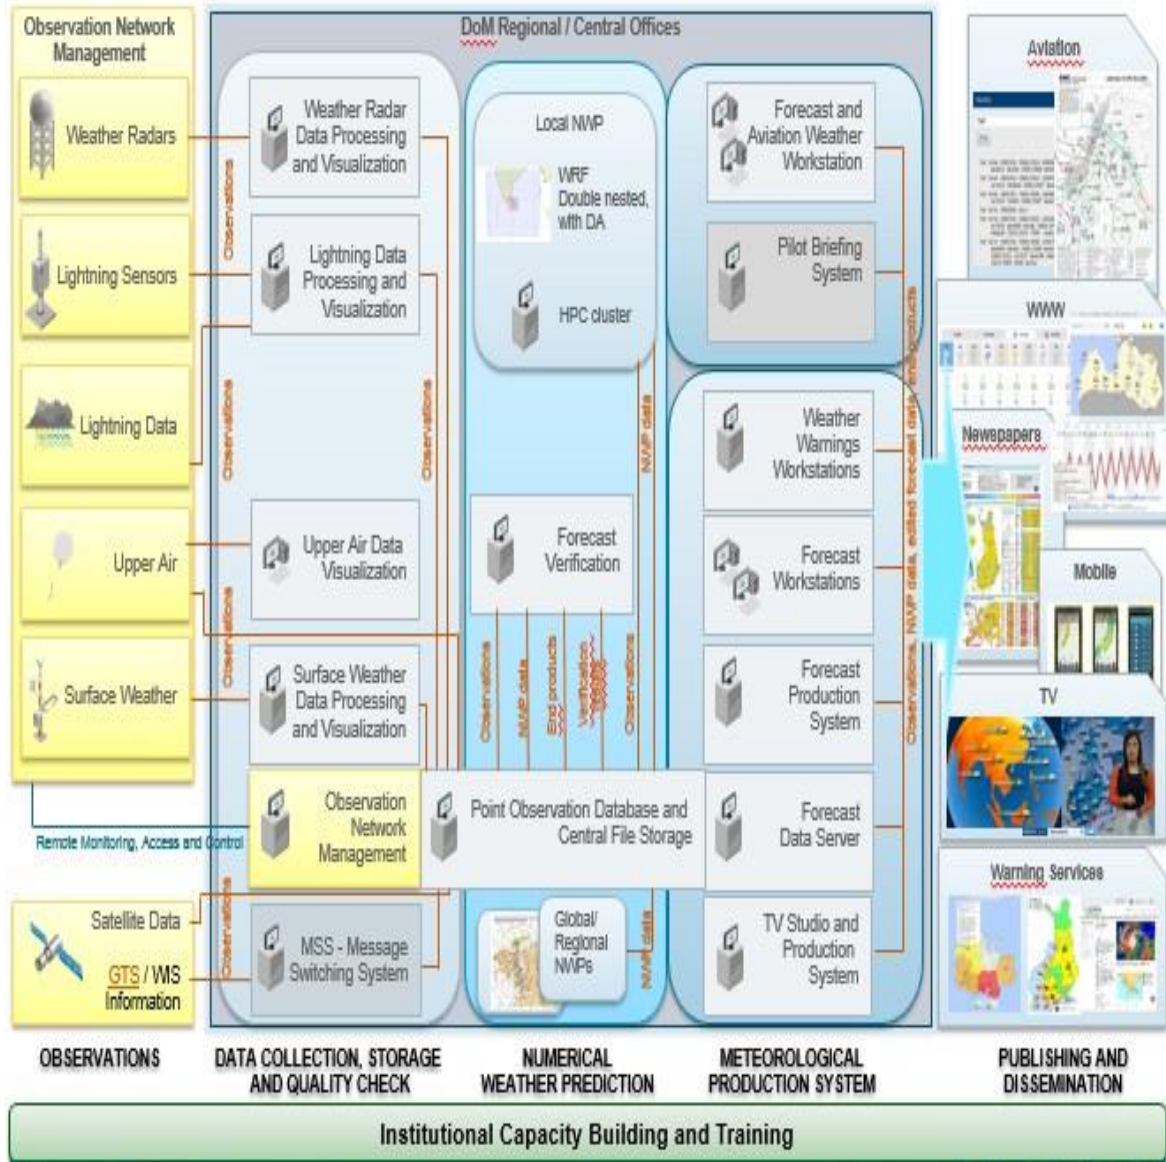 Observation Network
Management
Weather Radars
Lightning Sensors
Lightning Data
Upper Air
Surface Weather
Remote Monitoring, Access and Control
Satellite Data
GTS / WIS
Information
DoM Regional / Central Offices
Weather Radar
Data Processing
and Visualization
Lightning Data
Processing and
Visualization
Upper Air Data
Visualization
Surface Weather
Data Processing
and Visualization
Observation
Network
Management
MSS - Message
Switching System
Observations
Observations
Observations
Observations
Observations
Observations
Local NWP
WRF
Double nested,
with DA
HPC cluster
Forecast
Verification
Observations
NWP data
End products
Verification
Observations
NWP data
Point Observation Database and
Central File Storage
Global/
Regional
NWPs
NWP data
Forecast and
Aviation Weather
Workstation
Pilot Briefing
System
Weather
Warnings
Workstations
Forecast
Workstations
Forecast
Production
System
Forecast
Data Server
TV Studio and
Production
System
Observations, NWP data, edited forecast data, end products
Aviation
WWW
Newspapers
Mobile
TV
Warning Services
OBSERVATIONS
DATA COLLECTION, STORAGE
AND QUALITY CHECK
NUMERICAL
WEATHER PREDICTION
METEOROLOGICAL
PRODUCTION SYSTEM
PUBLISHING AND
DISSEMINATION
Institutional Capacity Building and Training